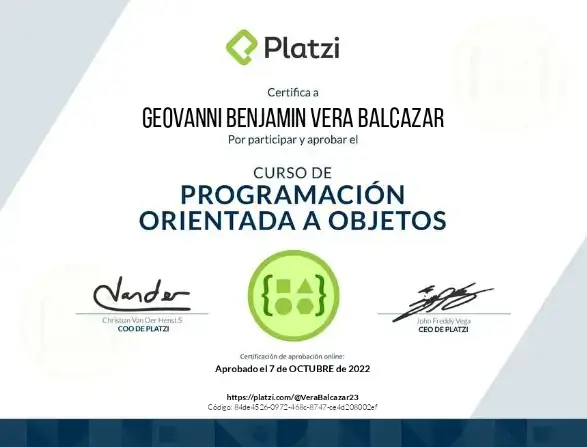 Platzi
Certifica a
GEOVANNI BENJAMIN VERA BALCAZAR
Por participar y aprobar el
CURSO DE
PROGRAMACIÓN
ORIENTADA A OBJETOS
Vander
Christian Van Der Henst S.
COO DE PLATZI
John Freddy Vega
CEO DE PLATZI
Certificación de aprobación online:
Aprobado el 7 de OCTUBRE de 2022
https://platzi.com/@VeraBalcazar23
Código: 84de4526-0972-468c-8747-ce4d208002ef